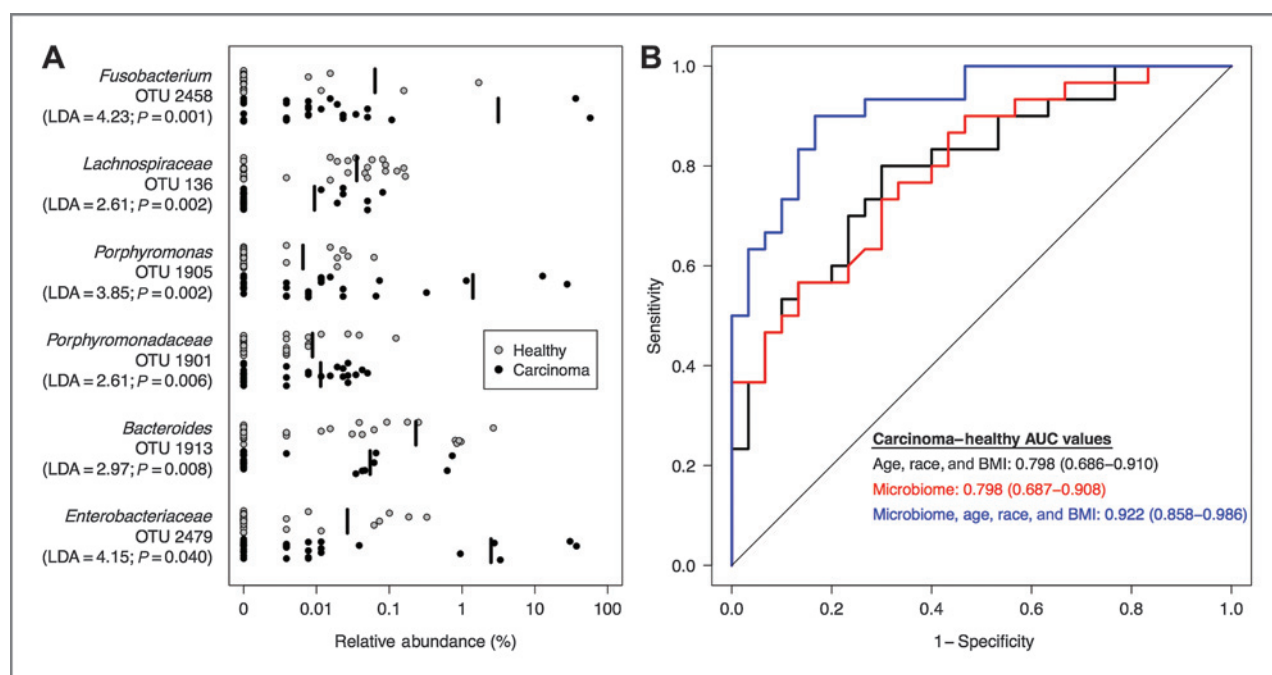 A
Fusobacterium
OTU 2458
(LDA = 4.23; P = 0.001)
Lachnospiraceae
OTU 136
(LDA = 2.61; P = 0.002)
Porphyromonas
OTU 1905
(LDA = 3.85; P = 0.002)
Porphyromonadaceae
OTU 1901
(LDA = 2.61; P = 0.006)
Bacteroides
OTU 1913
(LDA = 2.97; P = 0.008)
Enterobacteriaceae
OTU 2479
(LDA = 4.15; P = 0.040)
Healthy
Carcinoma
0 0.01 0.1 1 10 100
Relative abundance (%)
B
1.0
0.8
0.6
0.4
0.2
0.0
Sensitivity
Carcinoma–healthy AUC values
Age, race, and BMI: 0.798 (0.686–0.910)
Microbiome: 0.798 (0.687–0.908)
Microbiome, age, race, and BMI: 0.922 (0.858–0.986)
0.0 0.2 0.4 0.6 0.8 1.0
1 – Specificity